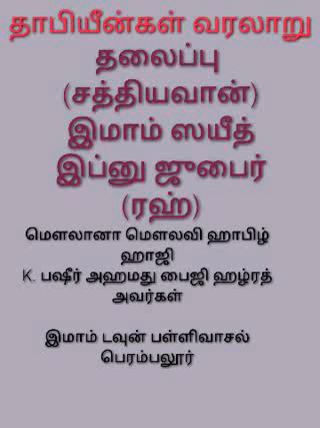 தாபியீன்கள் வரலாறு
தலைப்பு
(சத்தியவான்)
இமாம் ஸயீத்
இப்னு ஜுபைர்
(ரஹ்)
மௌலானா மௌலவி ஹாபிழ்
ஹாஜி
K. பஷீர் அஹமது பைஜி ஹழ்ரத்
அவர்கள்
இமாம் டவுன் பள்ளிவாசல்
பெரம்பலூர்